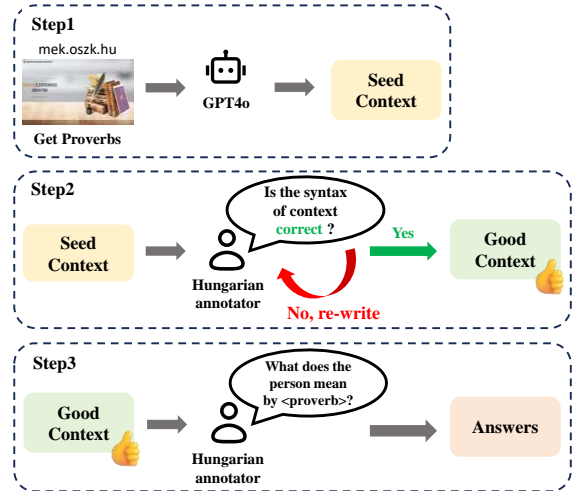 Step1
mek.oszk.hu
Get Proverbs
GPT4o
Seed
Context
Step2
Seed
Context
Is the syntax
of context
correct ?
Hungarian
annotator
No, re-write
Yes
Good
Context
Step3
Good
Context
What does the
person mean
by <proverb>?
Hungarian
annotator
Answers